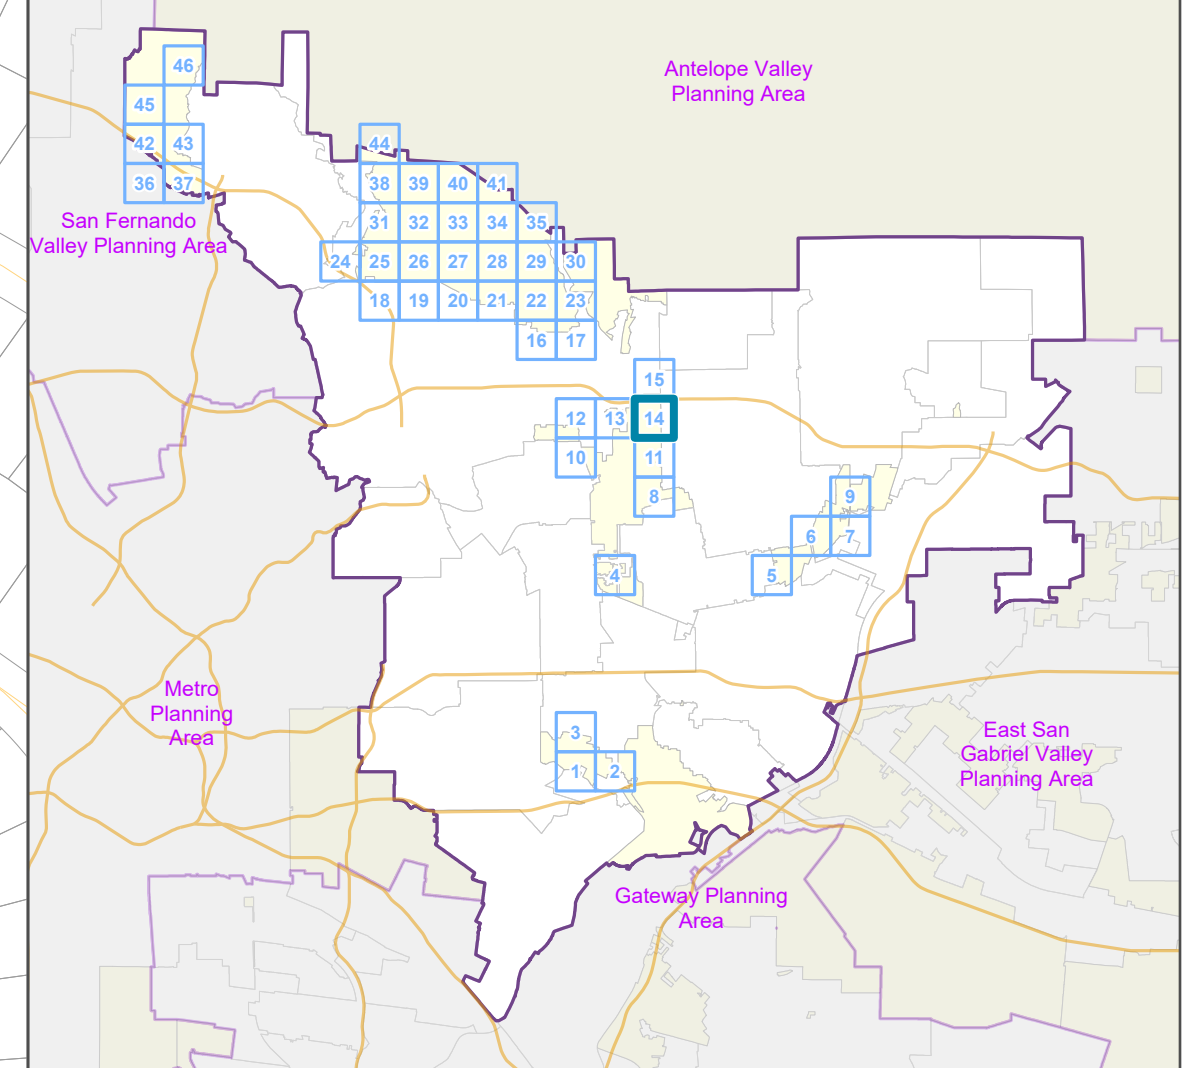 46
Antelope Valley
Planning Area
45
42 43
44
36 37
38 39 40 41
San Fernando
Valley Planning Area
31 32 33 34 35
24 25 26 27 28 29 30
18 19 20 21 22 23
16 17
15
12 13 14
10 11
8 9
6 7
4 5
Metro
Planning
Area
3
East San
Gabriel Valley
Planning Area
1 2
Gateway Planning
Area